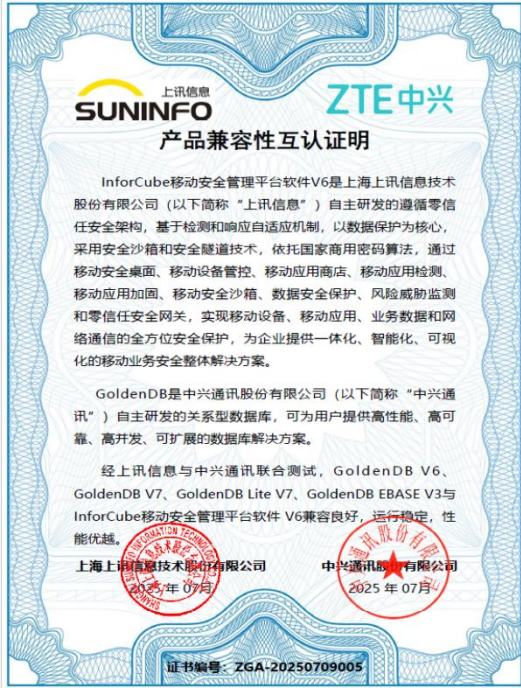 上讯信息
SUNINFO
ZTE中兴
产品兼容性互认证明
InforCube移动安全管理平台软件V6是上海上讯信息技术
股份有限公司（以下简称“上讯信息”）自主研发的遵循零信
任安全架构，基于检测和响应自适应机制，以数据保护为核心，
采用安全沙箱和安全隧道技术，依托国家商用密码算法，通过
移动安全桌面、移动设备管控、移动应用商店、移动应用检测、
移动应用加固、移动安全沙箱、数据安全保护、风险威胁监测
和零信任安全网关，实现移动设备、移动应用、业务数据和网
络通信的全方位安全保护，为企业提供一体化、智能化、可视
化的移动业务安全整体解决方案。
GoldenDB是中兴通讯股份有限公司（以下简称“中兴通
讯”）自主研发的关系型数据库，可为用户提供高性能、高可
靠、高并发、可扩展的数据库解决方案。
经上讯信息与中兴通讯联合测试，GoldenDB V6、
GoldenDB V7、GoldenDB Lite V7、GoldenDB EBASE V3与
InforCube移动安全管理平台软件 V6兼容良好，运行稳定，性
能优越。
上海上讯信息技术股份有限公司
2025 年 07月
中兴通讯股份有限公司
2025 年 07月
证书编号：ZGA-20250709005